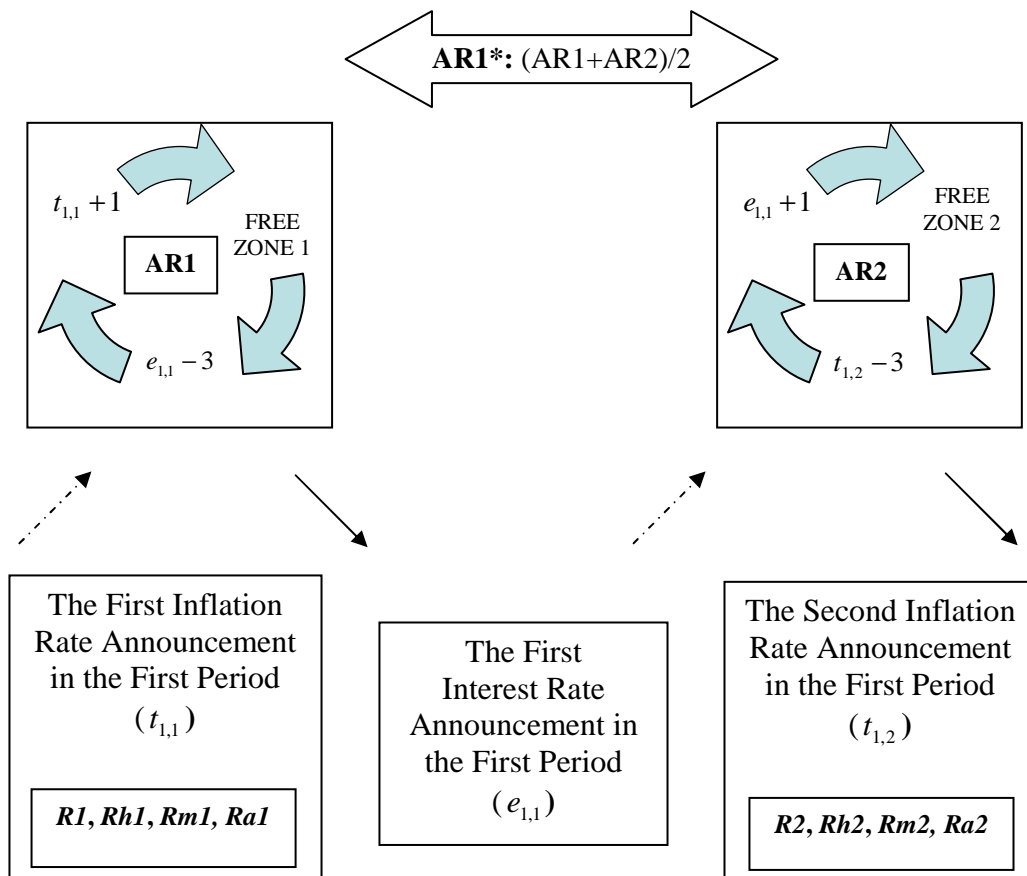 AR1*: (AR1+AR2)/2
t1,1 + 1
FREE
ZONE 1
AR1
e1,1 − 3
e1,1 + 1
FREE
ZONE 2
AR2
t1,2 − 3
The First Inflation
Rate Announcement
in the First Period
(t1,1)
R1, Rh1, Rm1, Ra1
The First
Interest Rate
Announcement in
the First Period
(e1,1)
The Second Inflation
Rate Announcement
in the First Period
(t1,2)
R2, Rh2, Rm2, Ra2